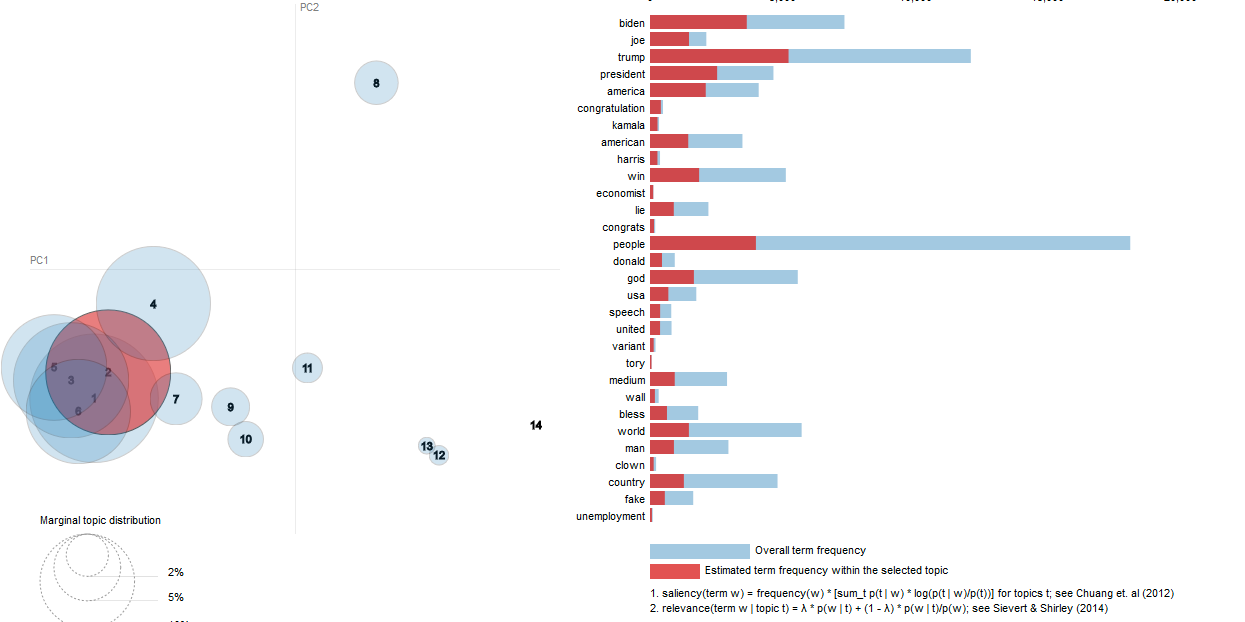 PC2
PC1
8
4
5
2
3
1
6
7
11
9
10
13
12
14
Marginal topic distribution
2%
5%
biden
joe
trump
president
america
congratulation
kamala
american
harris
win
economist
lie
congrats
people
donald
god
usa
speech
united
variant
tory
medium
wall
bless
world
man
clown
country
fake
unemployment
Overall term frequency
Estimated term frequency within the selected topic
1. saliency(term w) = frequency(w) * [sum_t p(t | w) * log(p(t | w)/p(t))] for topics t; see Chuang et. al (2012)
2. relevance(term w | topic t) = λ * p(w | t) + (1 - λ) * p(w | t)/p(w); see Sievert & Shirley (2014)